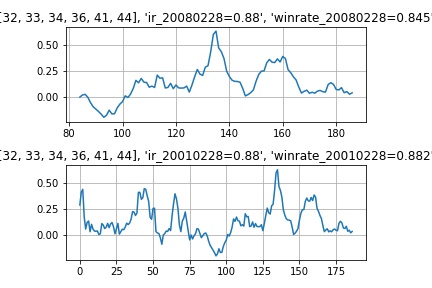 [32, 33, 34, 36, 41, 44], 'ir_20080228=0.88', 'winrate_20080228=0.845'
0.50
0.25
0.00
80 100 120 140 160 180
[32, 33, 34, 36, 41, 44], 'ir_20010228=0.88', 'winrate_20010228=0.882'
0.50
0.25
0.00
0 25 50 75 100 125 150 175